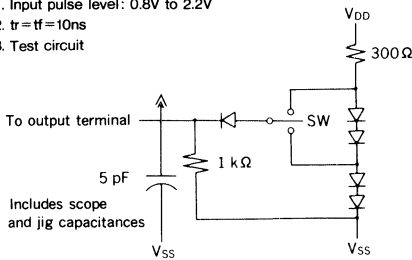 . Input pulse level: 0.8V to 2.2V
2. tr=tf=10ns
3. Test circuit
VDD
300Ω
To output terminal
SW
1 kΩ
5 pF
Includes scope
and jig capacitances
VSS
VSS